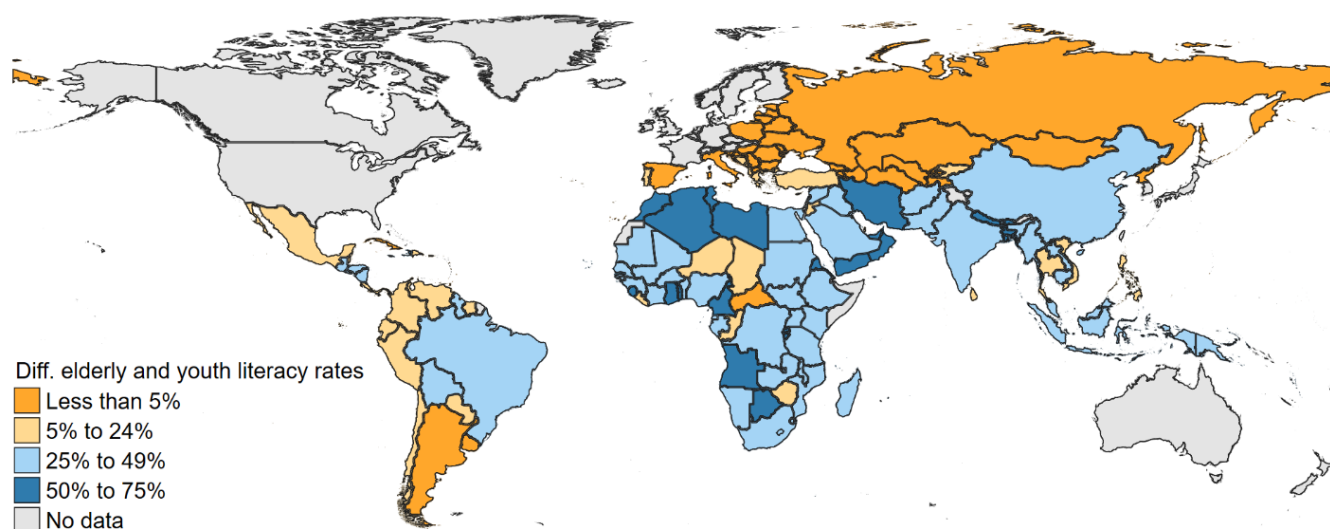 Diff. elderly and youth literacy rates
Less than 5%
5% to 24%
25% to 49%
50% to 75%
No data